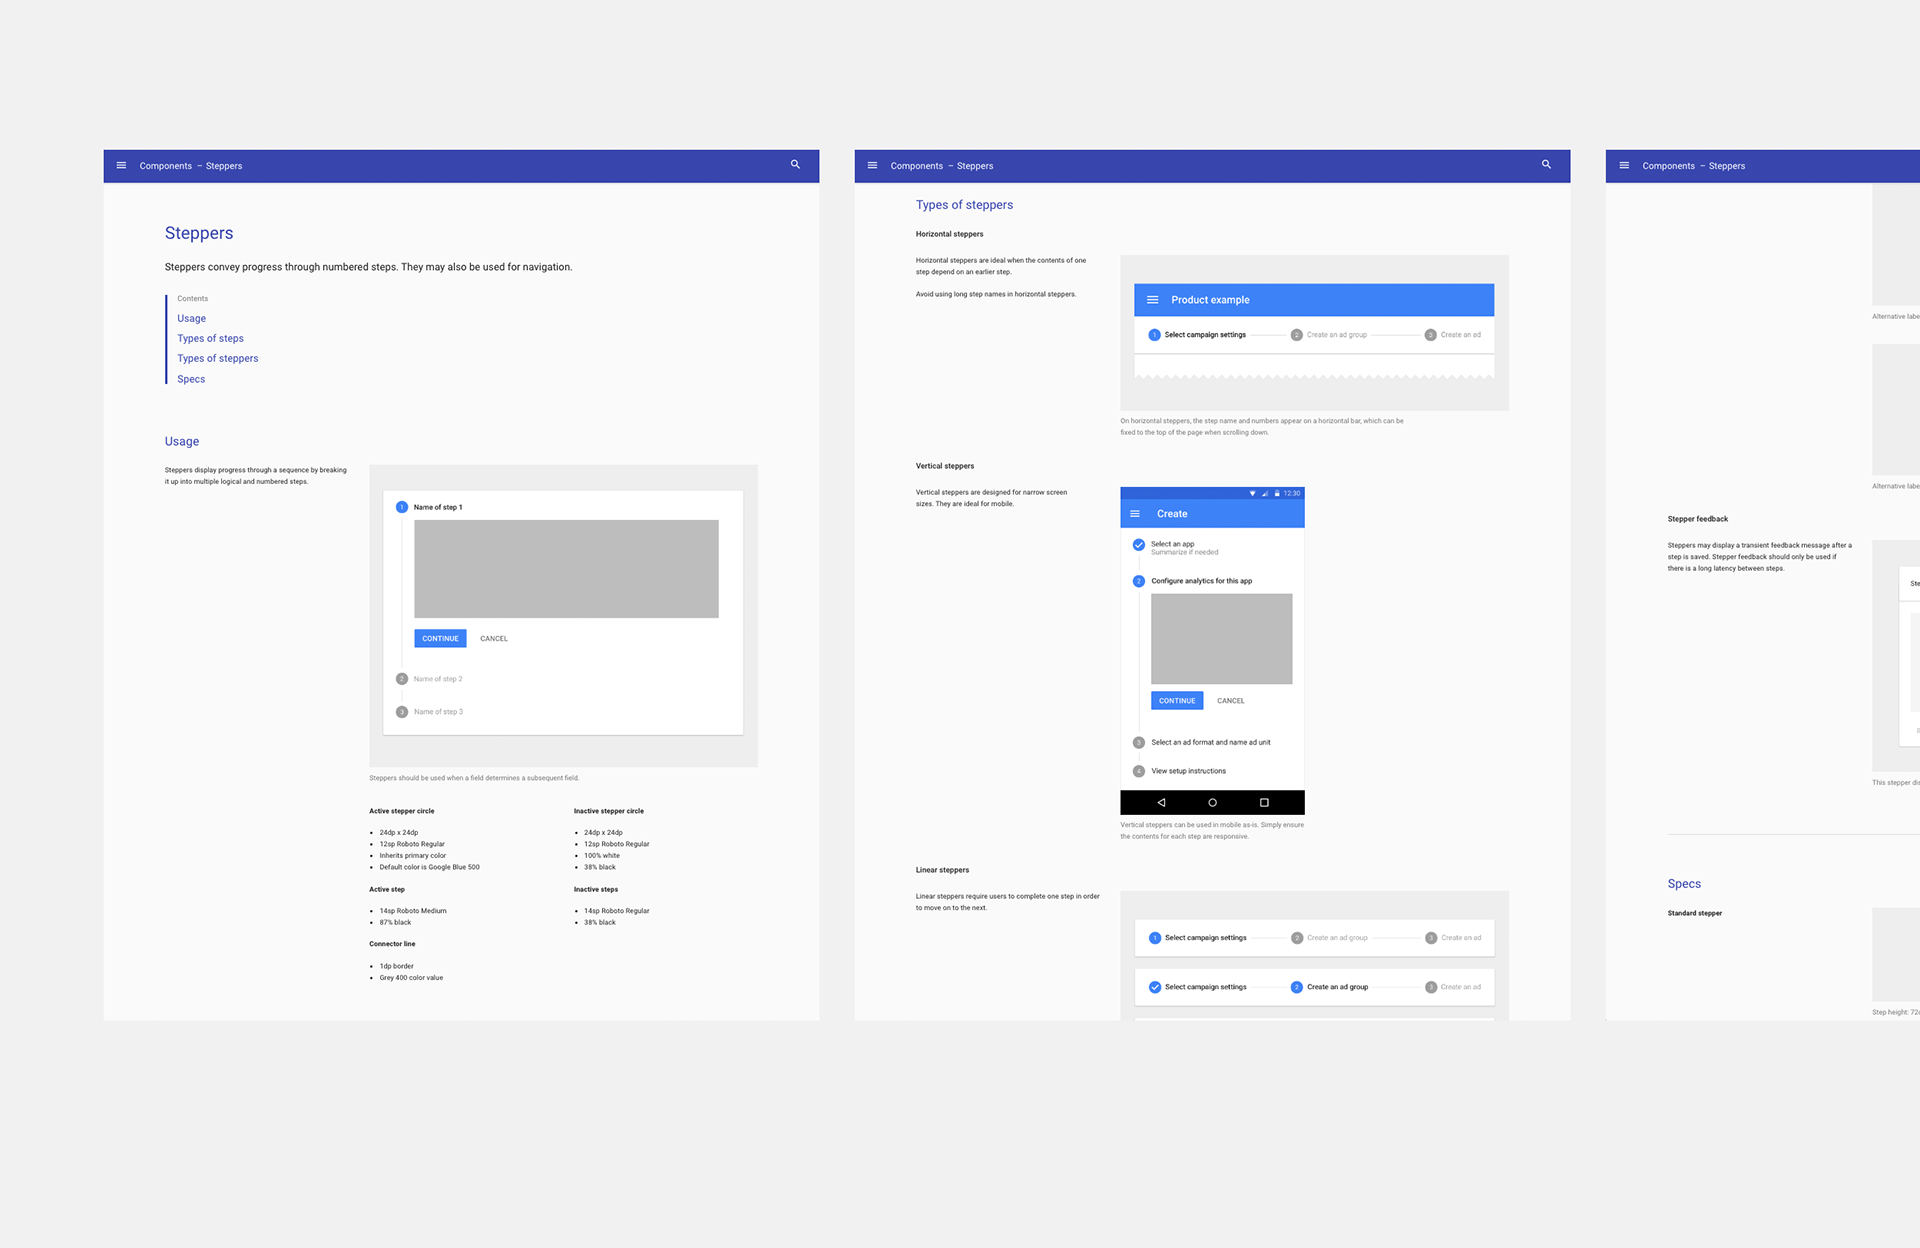 Components – Steppers
Steppers
Steppers convey progress through numbered steps. They may also be used for navigation.
Contents
Usage
Types of steps
Types of steppers
Specs
Usage
Steppers display progress through a sequence by breaking
it up into multiple logical and numbered steps.
1 Name of step 1
CONTINUE CANCEL
2 Name of step 2
3 Name of step 3
Steppers should be used when a field determines a subsequent field.
Active stepper circle
• 24dp x 24dp
• 12sp Roboto Regular
• Inherits primary color
• Default color is Google Blue 500
Active step
• 14sp Roboto Medium
• 87% black
Connector line
• 1dp border
• Grey 400 color value
Inactive stepper circle
• 24dp x 24dp
• 12sp Roboto Regular
• 100% white
• 38% black
Inactive steps
• 14sp Roboto Regular
• 38% black
Components – Steppers
Types of steppers
Horizontal steppers
Horizontal steppers are ideal when the contents of one
step depend on an earlier step.
Avoid using long step names in horizontal steppers.
Product example
1 Select campaign settings 2 Create an ad group 3 Create an ad
On horizontal steppers, the step name and numbers appear on a horizontal bar, which can be
fixed to the top of the page when scrolling down.
Vertical steppers
Vertical steppers are designed for narrow screen
sizes. They are ideal for mobile.
12:30
Create
Select an app
Summarize if needed
2 Configure analytics for this app
CONTINUE CANCEL
3 Select an ad format and name ad unit
4 View setup instructions
Vertical steppers can be used in mobile as-is. Simply ensure
the contents for each step are responsive.
Linear steppers
Linear steppers require users to complete one step in order
to move on to the next.
1 Select campaign settings 2 Create an ad group 3 Create an ad
Select campaign settings 2 Create an ad group 3 Create an ad
Components – Steppers
Alternative labe
Alternative labe
Stepper feedback
Steppers may display a transient feedback message after a
step is saved. Stepper feedback should only be used if
there is a long latency between steps.
Ste
This stepper dis
Specs
Standard stepper
Step height: 72d